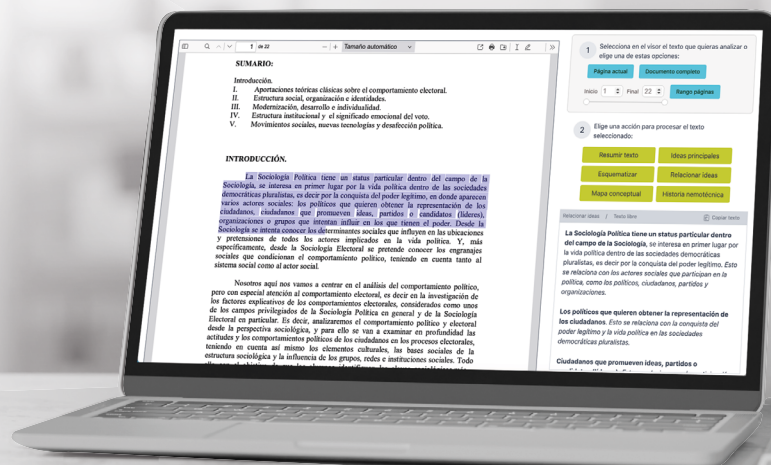 1 de 22
Tamaño automático
SUMARIO:
Introducción.
I. Aportaciones teóricas clásicas sobre el comportamiento electoral.
II. Estructura social, organización e identidades.
III. Modernización, desarrollo e individualidad.
IV. Estructura institucional y el significado emocional del voto.
V. Movimientos sociales, nuevas tecnologías y desafección política.
INTRODUCCIÓN.
La Sociología Política tiene un status particular dentro del campo de la
Sociología, se interesa en primer lugar por la vida política dentro de las sociedades
democráticas pluralistas, es decir por la conquista del poder legítimo, en donde aparecen
varios actores sociales: los políticos que quieren obtener la representación de los
ciudadanos, ciudadanos que promueven ideas, partidos o candidatos (líderes),
organizaciones o grupos que intentan influir en los que tienen el poder. Desde la
Sociología se intenta conocer los determinantes sociales que influyen en las ubicaciones
y pretensiones de todos los actores implicados en la vida política. Y, más
específicamente, desde la Sociología Electoral se pretende conocer los engranajes
sociales que condicionan el comportamiento político, teniendo en cuenta tanto al
sistema social como al actor social.
Nosotros aquí nos vamos a centrar en el análisis del comportamiento político,
pero con especial atención al comportamiento electoral, es decir en la investigación de
los factores explicativos de los comportamientos electorales, considerados como unos
de los campos privilegiados de la Sociología Política en general y de la Sociología
Electoral en particular. Es decir, analizaremos el comportamiento político y electoral
desde la perspectiva sociológica, y para ello se van a examinar en profundidad las
actitudes y los comportamientos políticos de los ciudadanos en los procesos electorales,
teniendo en cuenta así mismo los elementos culturales, las bases sociales de la
estructura sociológica y la influencia de los grupos, redes e instituciones sociales. Todo
1 Selecciona en el visor el texto que quieras analizar o
elige una de estas opciones:
Página actual Documento completo
Inicio 1 Final 22 Rango páginas
2 Elige una acción para procesar el texto
seleccionado:
Resumir texto Ideas principales
Esquematizar Relacionar ideas
Mapa conceptual Historia nemotécnica
Relacionar ideas / Texto libre Copiar texto
La Sociología Política tiene un status particular dentro
del campo de la Sociología, se interesa en primer lugar por
la vida política dentro de las sociedades democráticas
pluralistas, es decir por la conquista del poder legítimo. Esto
se relaciona con los actores sociales que participan en la
política, como los políticos, ciudadanos, partidos y
organizaciones.
Los políticos que quieren obtener la representación de
los ciudadanos. Esto se relaciona con la conquista del
poder legítimo y la vida política en las sociedades
democráticas pluralistas.
Ciudadanos que promueven ideas, partidos o